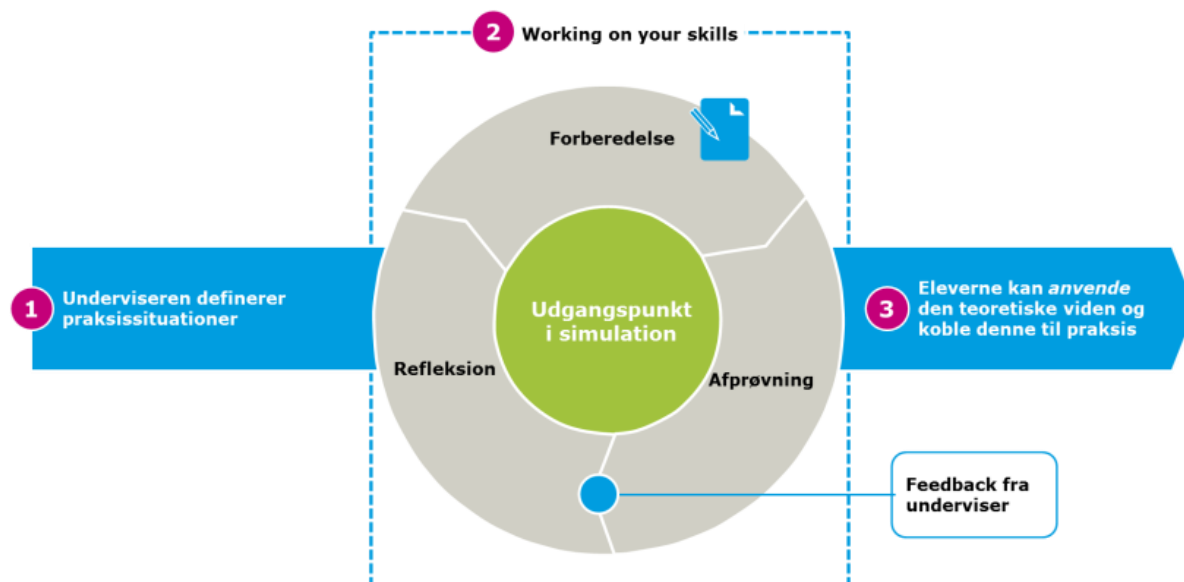 2 Working on your skills
Forberedelse
1 Underviseren definerer
praksissituationer
Udgangspunkt
i simulation
3 Eleverne kan anvende
den teoretiske viden og
koble denne til praksis
Refleksion
Afprøvning
Feedback fra
underviser